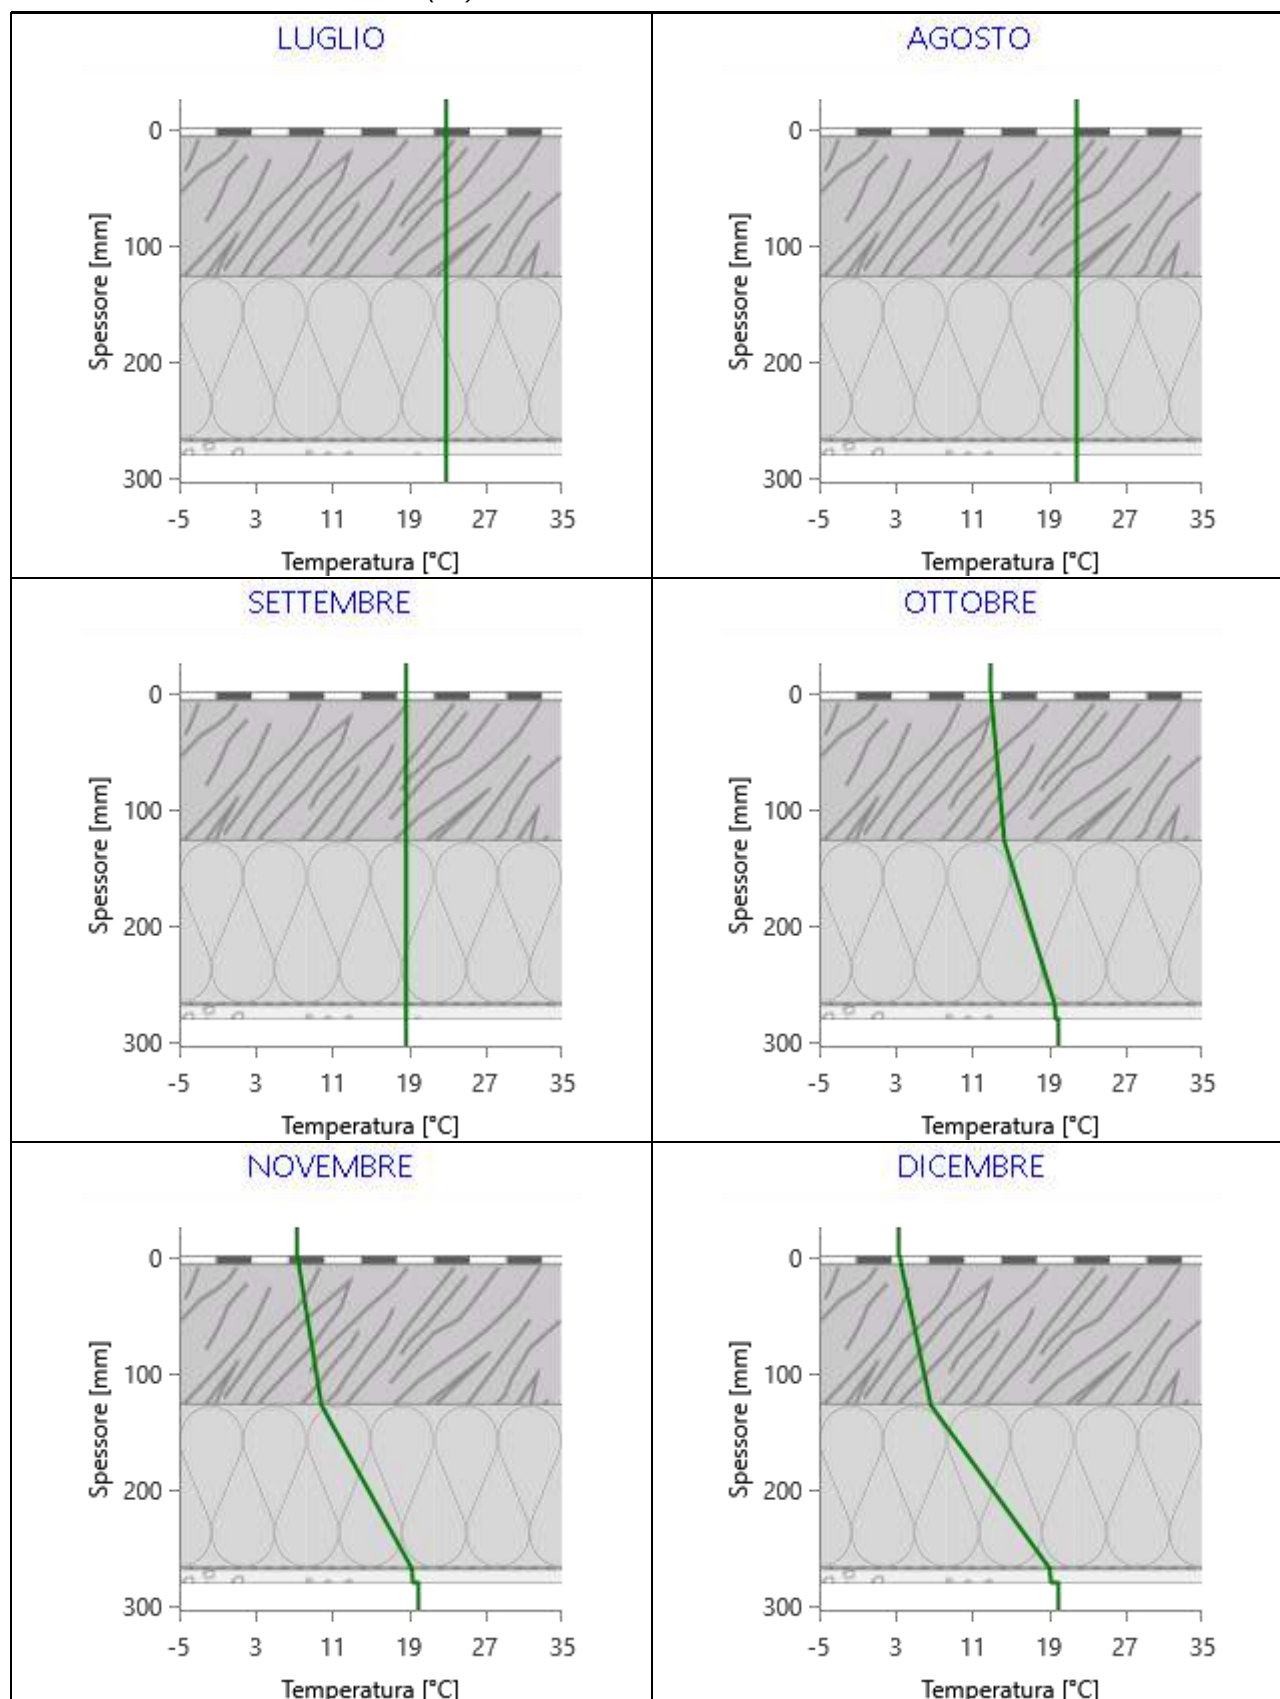 LUGLIO
0
100
200
300
Spessore [mm]
-5 3 11 19 27 35
Temperatura [°C]
AGOSTO
0
100
200
300
Spessore [mm]
-5 3 11 19 27 35
Temperatura [°C]
SETTEMBRE
0
100
200
300
Spessore [mm]
-5 3 11 19 27 35
Temperatura [°C]
OTTOBRE
0
100
200
300
Spessore [mm]
-5 3 11 19 27 35
Temperatura [°C]
NOVEMBRE
0
100
200
300
Spessore [mm]
-5 3 11 19 27 35
Temperatura [°C]
DICEMBRE
0
100
200
300
Spessore [mm]
-5 3 11 19 27 35
Temperatura [°C]